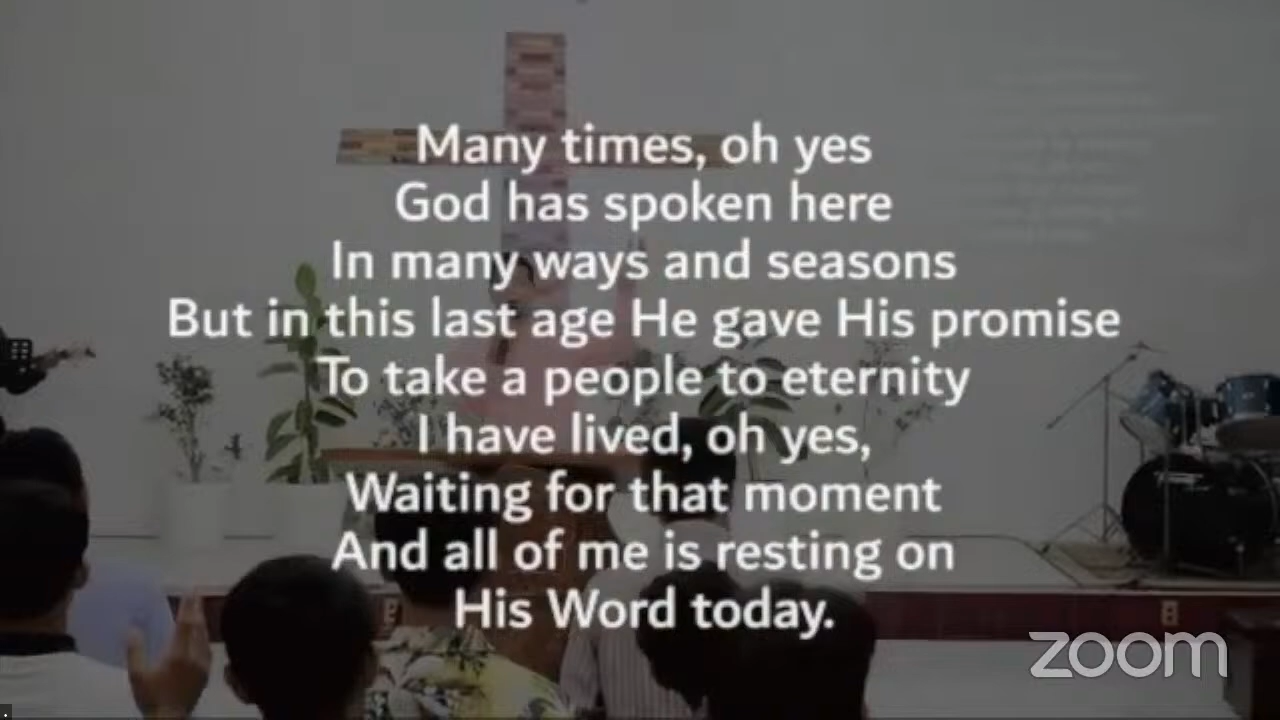 Many times, oh yes
God has spoken here
In many ways and seasons
But in this last age He gave His promise
To take a people to eternity
I have lived, oh yes,
Waiting for that moment
And all of me is resting on
His Word today.
zoom